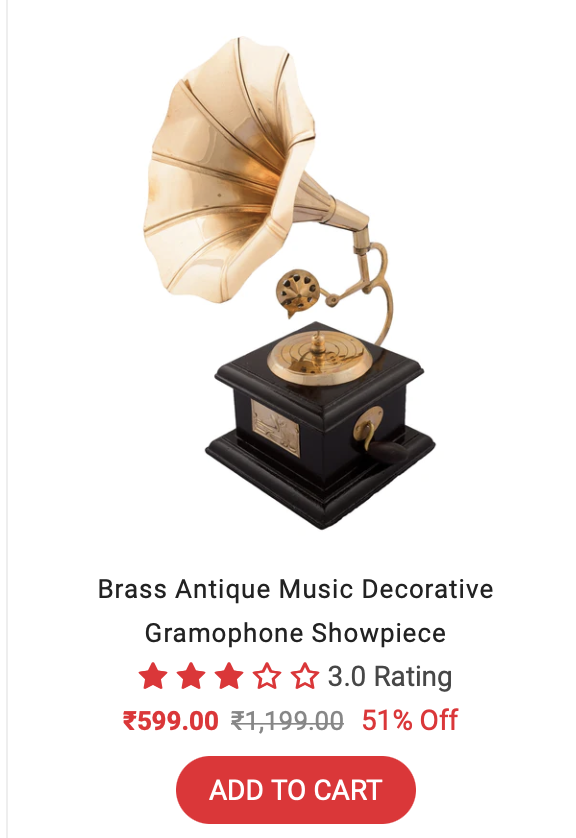 Brass Antique Music Decorative
Gramophone Showpiece
3.0 Rating
₹599.00 ₹1,199.00 51% Off
ADD TO CART